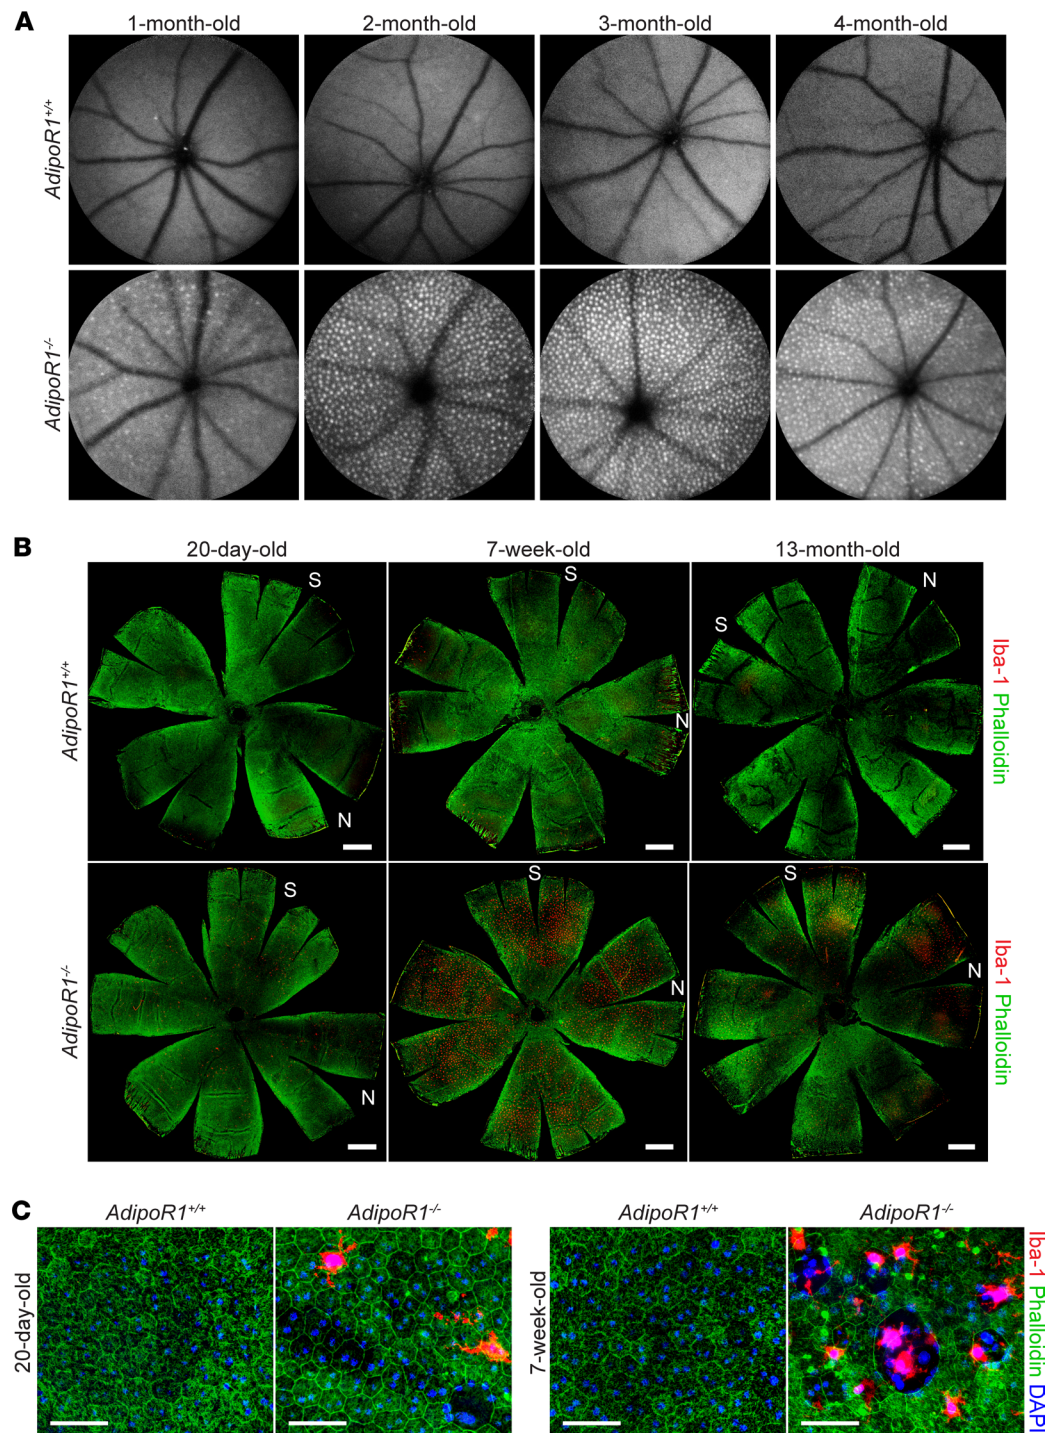 A
1-month-old 2-month-old 3-month-old 4-month-old
AdipoR1+/+
AdipoR1-/-
B
20-day-old 7-week-old 13-month-old
AdipoR1+/+
S
S
N
S
N
N
Iba-1 Phalloidin
AdipoR1-/-
S
S
S
N
N
N
Iba-1 Phalloidin
C
AdipoR1+/+ AdipoR1-/- AdipoR1+/+ AdipoR1-/-
20-day-old
7-week-old
Iba-1 Phalloidin DAPI